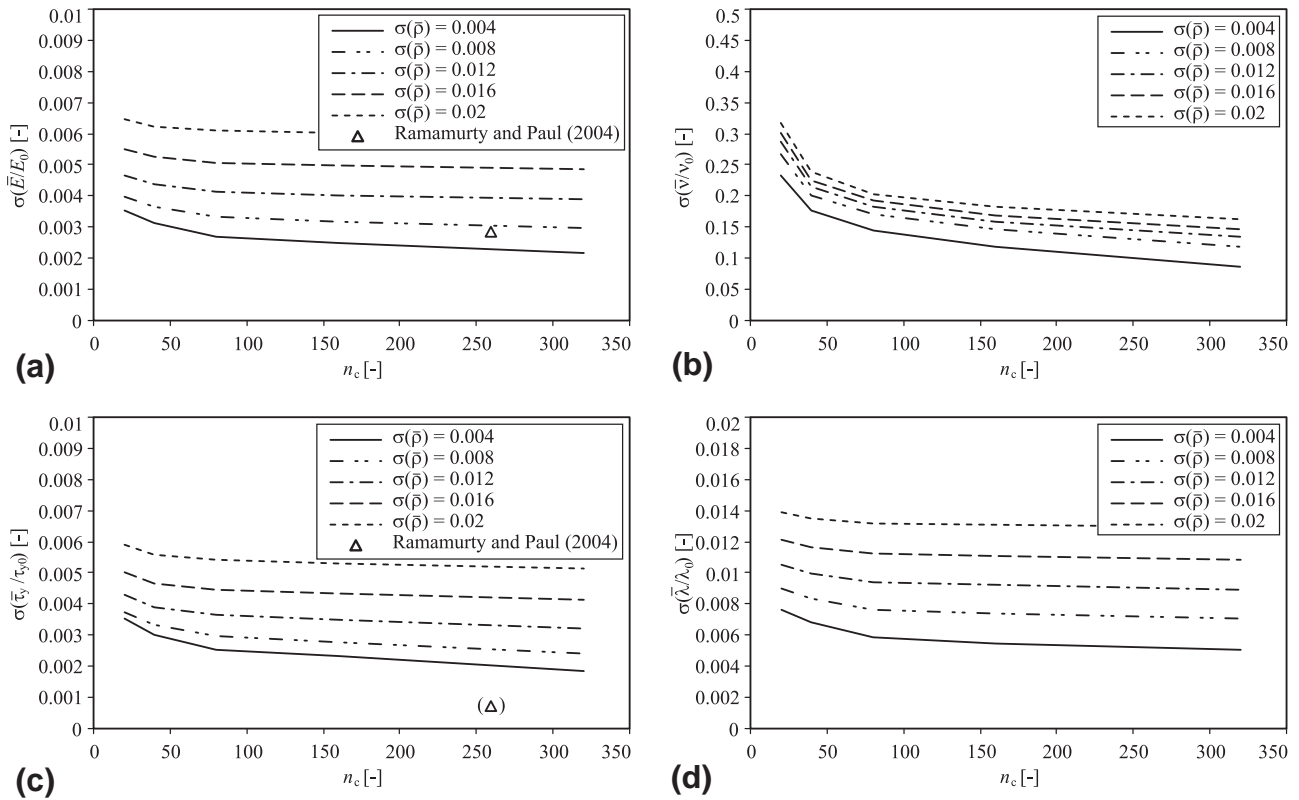 0.01
0.009
0.008
0.007
0.006
0.005
0.004
0.003
0.002
0.001
0
σ(Ē/E₀) [-]
σ(ρ̄) = 0.004
σ(ρ̄) = 0.008
σ(ρ̄) = 0.012
σ(ρ̄) = 0.016
σ(ρ̄) = 0.02
Ramamurty and Paul (2004)
0 50 100 150 200 250 300 350
n_c [-]
(a)
0.5
0.45
0.4
0.35
0.3
0.25
0.2
0.15
0.1
0.05
0
σ(ν̄/ν₀) [-]
σ(ρ̄) = 0.004
σ(ρ̄) = 0.008
σ(ρ̄) = 0.012
σ(ρ̄) = 0.016
σ(ρ̄) = 0.02
0 50 100 150 200 250 300 350
n_c [-]
(b)
0.01
0.009
0.008
0.007
0.006
0.005
0.004
0.003
0.002
0.001
0
σ(τ̄_y/τ_y0) [-]
σ(ρ̄) = 0.004
σ(ρ̄) = 0.008
σ(ρ̄) = 0.012
σ(ρ̄) = 0.016
σ(ρ̄) = 0.02
Ramamurty and Paul (2004)
( )
0 50 100 150 200 250 300 350
n_c [-]
(c)
0.02
0.018
0.016
0.014
0.012
0.01
0.008
0.006
0.004
0.002
0
σ(λ̄/λ₀) [-]
σ(ρ̄) = 0.004
σ(ρ̄) = 0.008
σ(ρ̄) = 0.012
σ(ρ̄) = 0.016
σ(ρ̄) = 0.02
0 50 100 150 200 250 300 350
n_c [-]
(d)